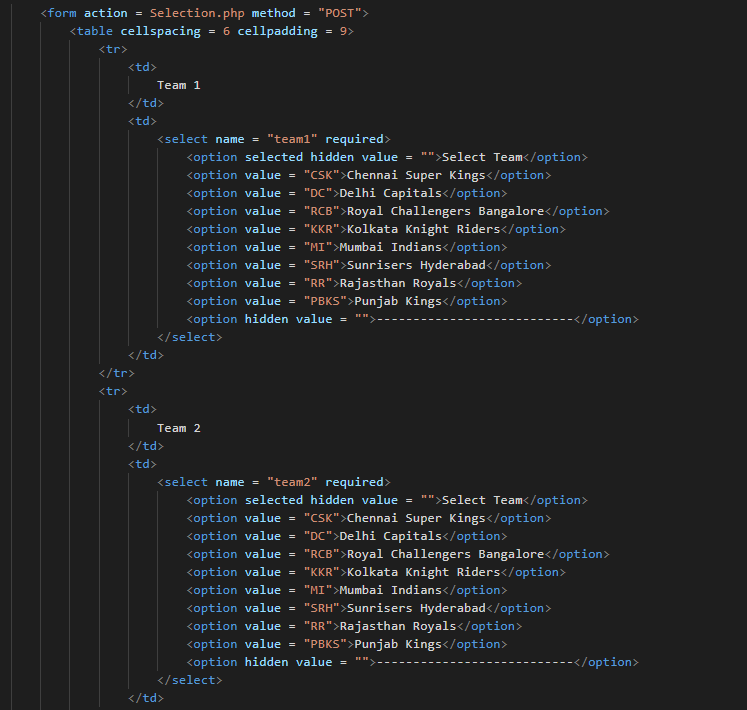 <form action = Selection.php method = "POST">
<table cellspacing = 6 cellpadding = 9>
<tr>
<td>
Team 1
</td>
<td>
<select name = "team1" required>
<option selected hidden value = "">Select Team</option>
<option value = "CSK">Chennai Super Kings</option>
<option value = "DC">Delhi Capitals</option>
<option value = "RCB">Royal Challengers Bangalore</option>
<option value = "KKR">Kolkata Knight Riders</option>
<option value = "MI">Mumbai Indians</option>
<option value = "SRH">Sunrisers Hyderabad</option>
<option value = "RR">Rajasthan Royals</option>
<option value = "PBKS">Punjab Kings</option>
<option hidden value = "">---------------------------</option>
</select>
</td>
</tr>
<tr>
<td>
Team 2
</td>
<td>
<select name = "team2" required>
<option selected hidden value = "">Select Team</option>
<option value = "CSK">Chennai Super Kings</option>
<option value = "DC">Delhi Capitals</option>
<option value = "RCB">Royal Challengers Bangalore</option>
<option value = "KKR">Kolkata Knight Riders</option>
<option value = "MI">Mumbai Indians</option>
<option value = "SRH">Sunrisers Hyderabad</option>
<option value = "RR">Rajasthan Royals</option>
<option value = "PBKS">Punjab Kings</option>
<option hidden value = "">---------------------------</option>
</select>
</td>